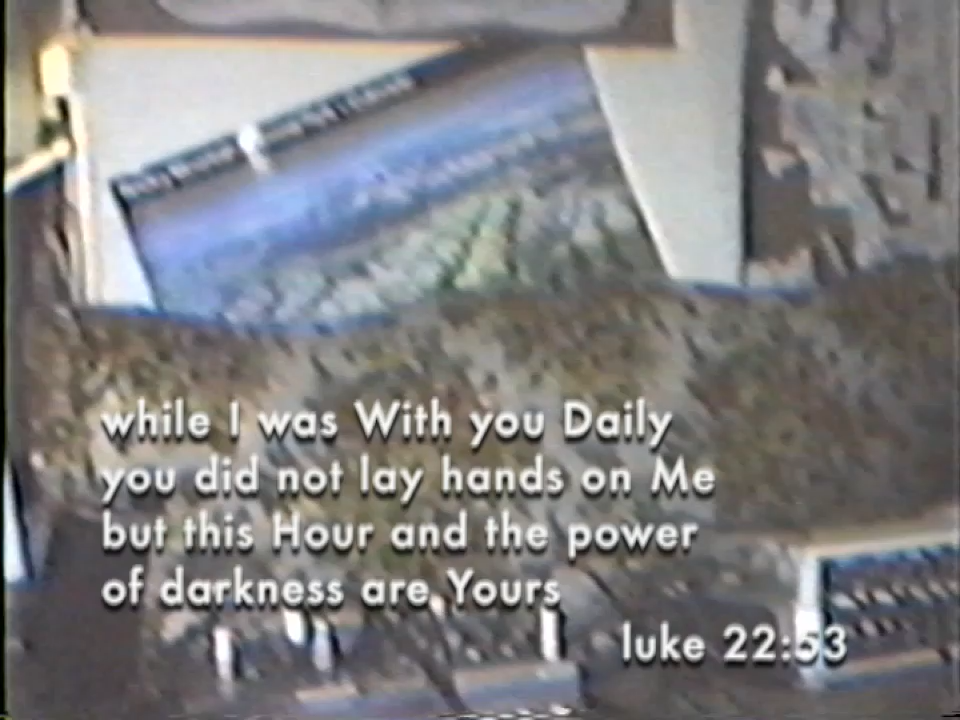 while I was With you Daily
you did not lay hands on Me
but this Hour and the power
of darkness are Yours
luke 22:53